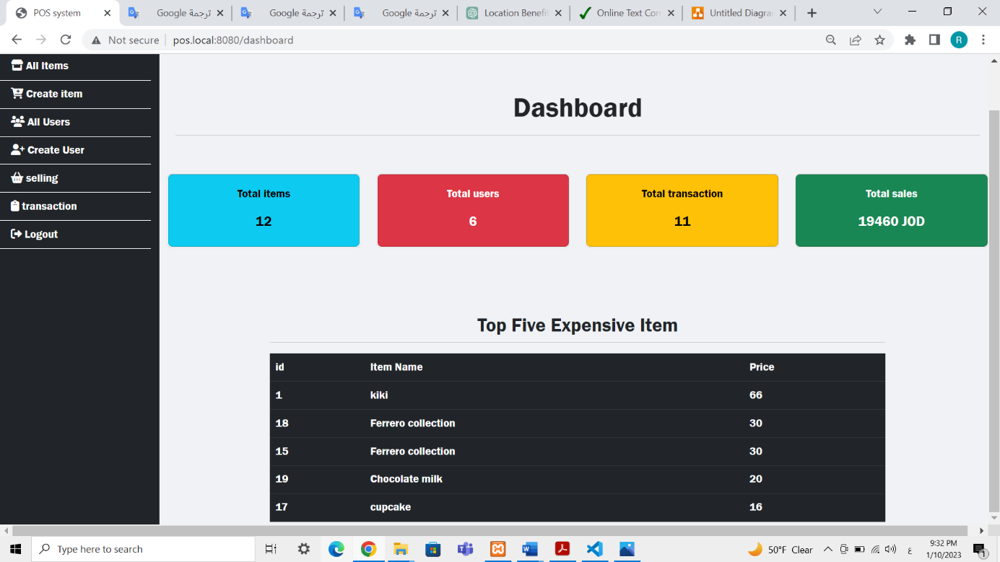 POS system
Google ترجمة
Google ترجمة
Google ترجمة
Location Benefit
Online Text Com
Untitled Diagra
Not secure
pos.local:8080/dashboard
R
All Items
Create item
All Users
Create User
selling
transaction
Logout
Dashboard
Total items
12
Total users
6
Total transaction
11
Total sales
19460 JOD
Top Five Expensive Item
id Item Name Price
1 kiki 66
18 Ferrero collection 30
15 Ferrero collection 30
19 Chocolate milk 20
17 cupcake 16
Type here to search
50°F Clear
ع
9:32 PM
1/10/2023
1